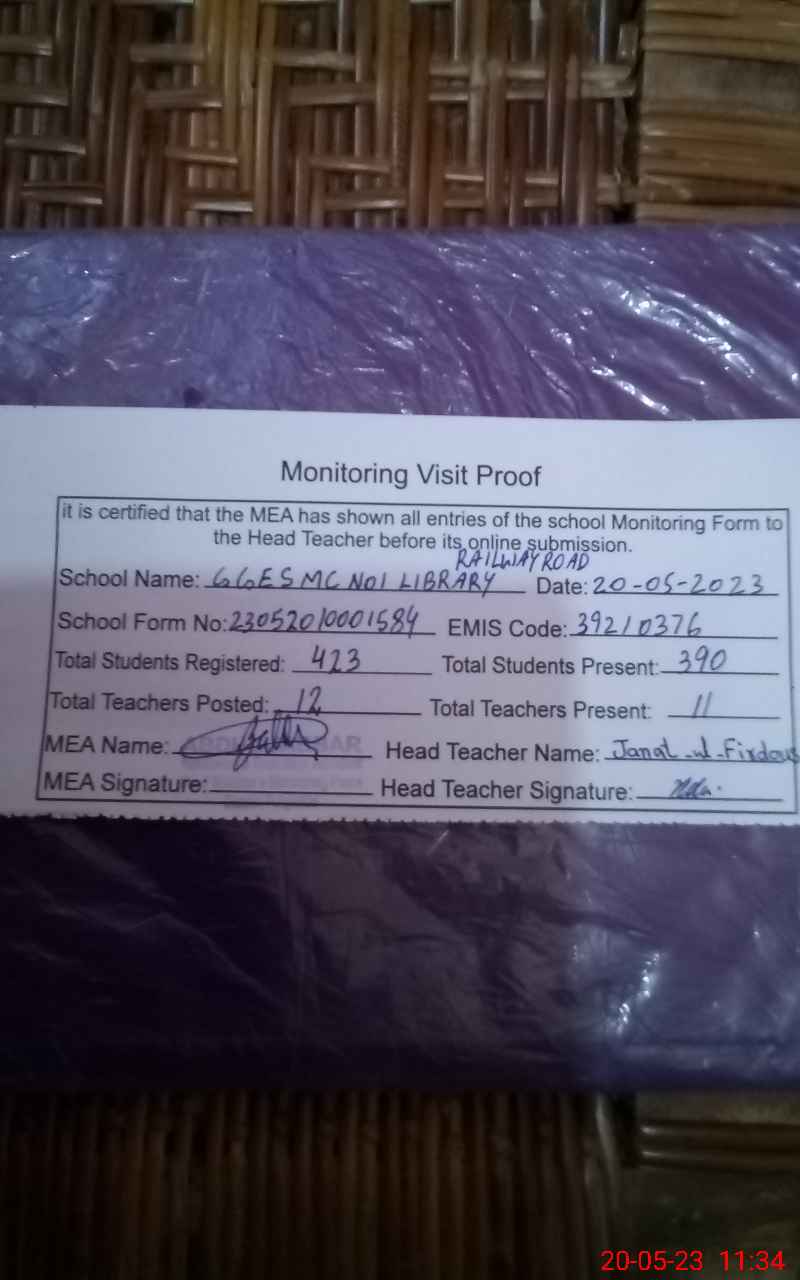 Monitoring Visit Proof
it is certified that the MEA has shown all entries of the school Monitoring Form to
the Head Teacher before its online submission.
RAILWAY ROAD
School Name: GGES MC NO1 LIBRARY Date: 20-05-2023
School Form No: 23052010001584 EMIS Code: 39210376
Total Students Registered: 423 Total Students Present: 390
Total Teachers Posted: 12 Total Teachers Present: 11
MEA Name: Head Teacher Name: Janat-ul-Firdous
MEA Signature: Head Teacher Signature:
20-05-23 11:34